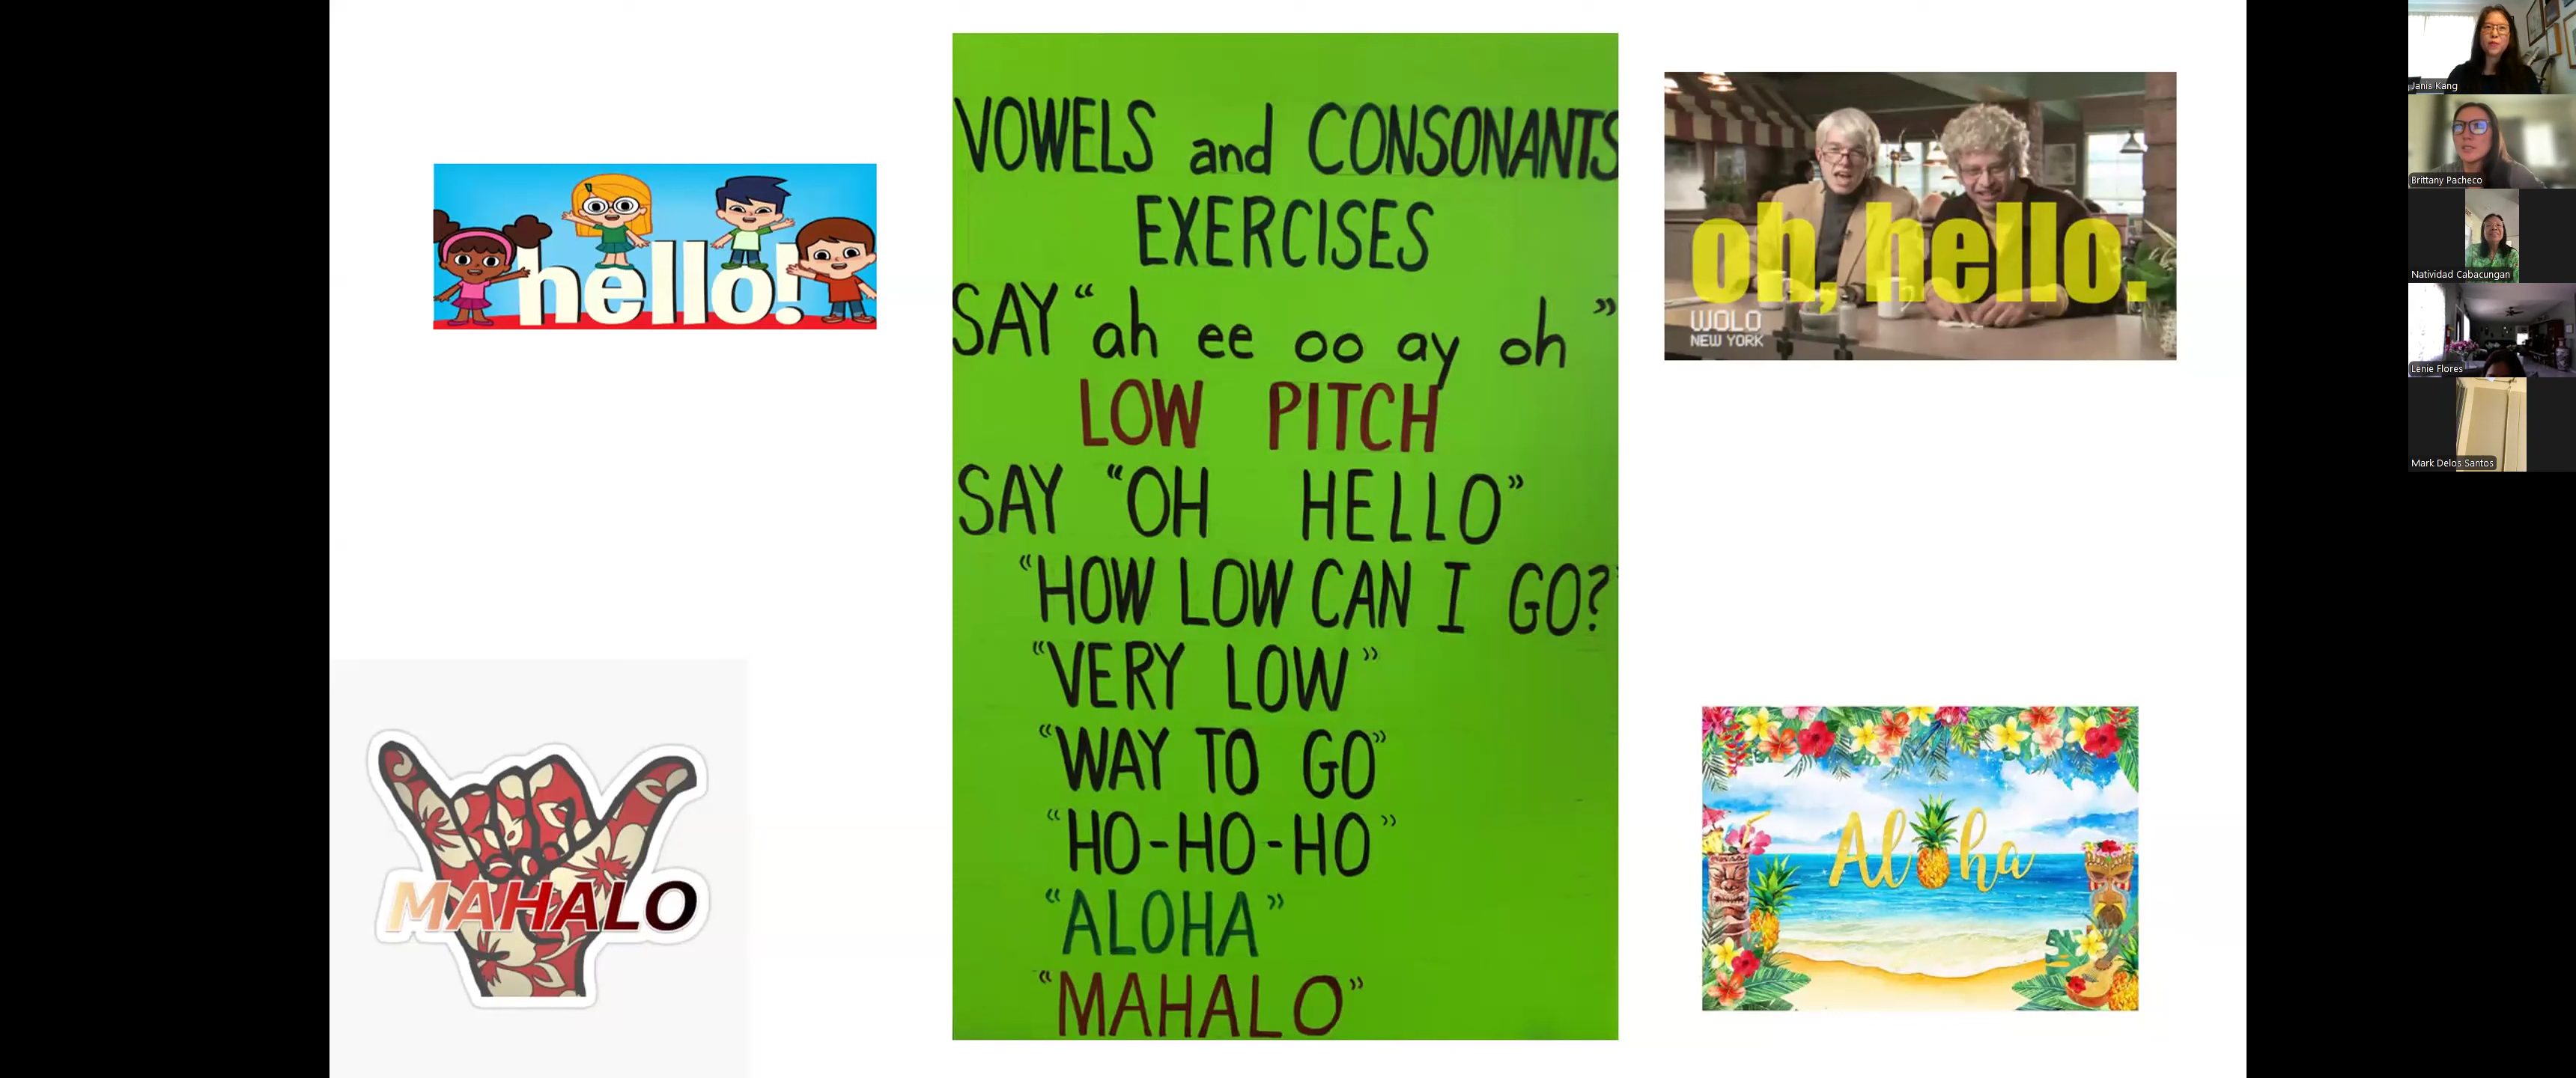 hello!
VOWELS and CONSONANTS
EXERCISES
SAY “ah ee oo ay oh”
LOW PITCH
SAY “OH HELLO”
“HOW LOW CAN I GO?”
“VERY LOW”
“WAY TO GO”
“HO-HO-HO”
“ALOHA”
“MAHALO”
oh, hello.
WOLO
NEW YORK
MAHALO
Aloha
Janis Kang
Brittany Pacheco
Natividad Cabacungan
Lenie Flores
Mark Delos Santos